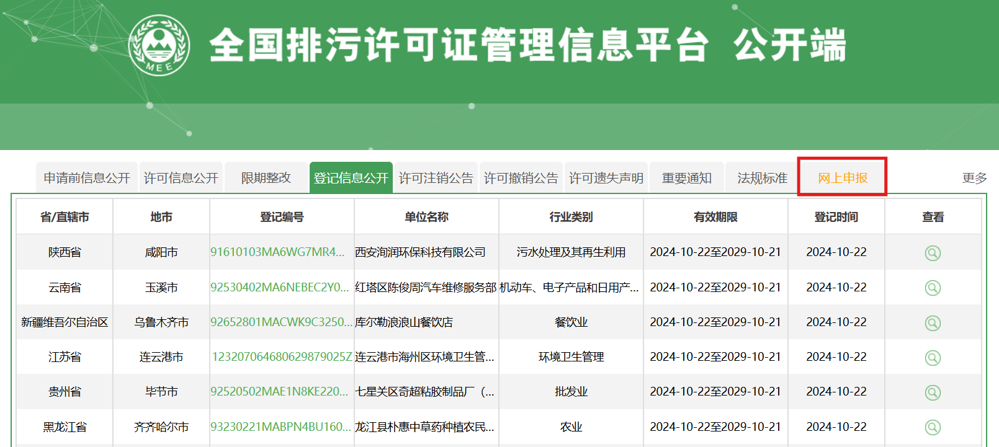 MEE
全国排污许可证管理信息平台 公开端
申请前信息公开 许可信息公开 限期整改 登记信息公开 许可注销公告 许可撤销公告 许可遗失声明 重要通知 法规标准 网上申报 更多
省/直辖市 地市 登记编号 单位名称 行业类别 有效期限 登记时间 查看
陕西省 咸阳市 91610103MA6WG7MR4... 西安洵润环保科技有限公司 污水处理及其再生利用 2024-10-22至2029-10-21 2024-10-22
云南省 玉溪市 92530402MA6NEBEC2Y0... 红塔区陈俊周汽车维修服务部 机动车、电子产品和日用产... 2024-10-22至2029-10-21 2024-10-22
新疆维吾尔自治区 乌鲁木齐市 92652801MACWK9C3250... 库尔勒浪浪山餐饮店 餐饮业 2024-10-22至2029-10-21 2024-10-22
江苏省 连云港市 123207064680629879025Z 连云港市海州区环境卫生管... 环境卫生管理 2024-10-22至2029-10-21 2024-10-22
贵州省 毕节市 92520502MAE1N8KE220... 七星关区奇超粘胶制品厂（... 批发业 2024-10-22至2029-10-21 2024-10-22
黑龙江省 齐齐哈尔市 93230221MABPN4BU160... 龙江县朴惠中草药种植农民... 农业 2024-10-22至2029-10-21 2024-10-22